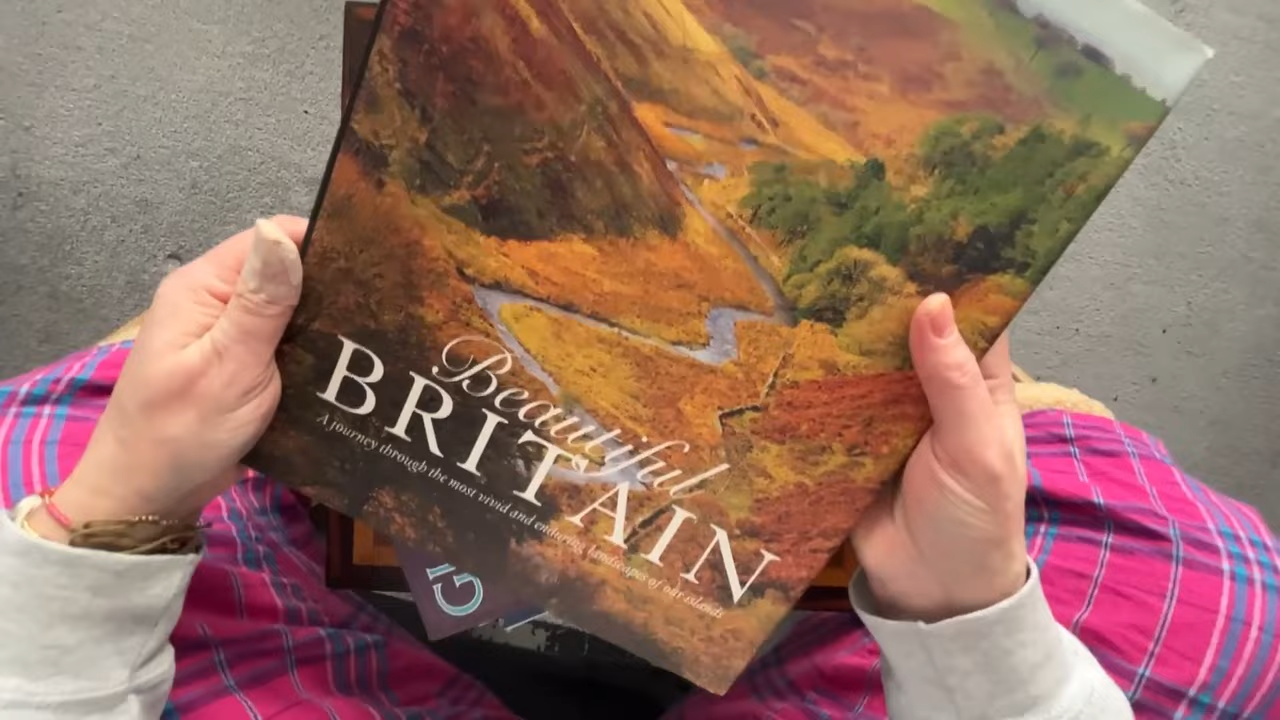 Beautiful
BRITAIN
A journey through the most vivid and enduring landscapes of our islands
G